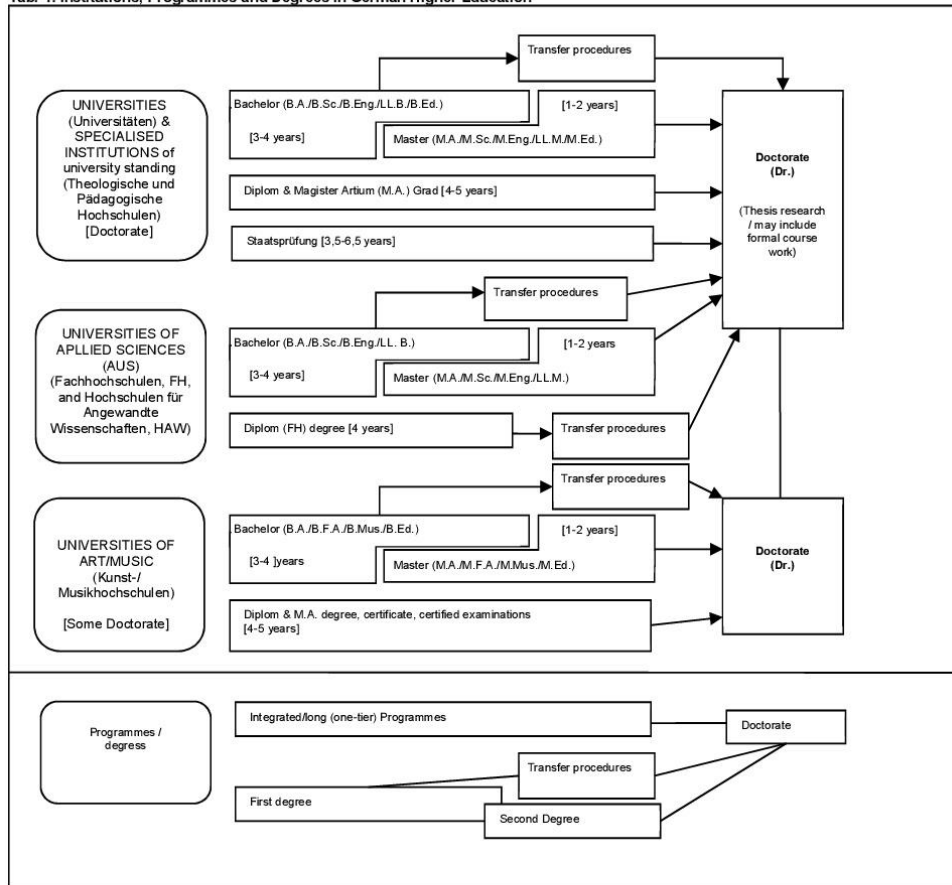 Tab. 1: Institutions, Programmes and Degrees in German Higher Education
Transfer procedures
UNIVERSITIES
(Universitäten) &
SPECIALISED
INSTITUTIONS of
university standing
(Theologische und
Pädagogische
Hochschulen)
[Doctorate]
Bachelor (B.A./B.Sc./B.Eng./LL.B./B.Ed.)
[3-4 years]
[1-2 years]
Master (M.A./M.Sc./M.Eng./LL.M./M.Ed.)
Diplom & Magister Artium (M.A.) Grad [4-5 years]
Staatsprüfung [3,5-6,5 years]
Doctorate
(Dr.)
(Thesis research
/ may include
formal course
work)
Transfer procedures
UNIVERSITIES OF
APLLIED SCIENCES
(AUS)
(Fachhochschulen, FH,
and Hochschulen für
Angewandte
Wissenschaften, HAW)
Bachelor (B.A./B.Sc/B.Eng/LL. B.)
[3-4 years]
[1-2 years
Master (M.A./M.Sc./M.Eng./LL.M.)
Diplom (FH) degree [4 years]
Transfer procedures
Transfer procedures
UNIVERSITIES OF
ART/MUSIC
(Kunst-/
Musikhochschulen)
[Some Doctorate]
Bachelor (B.A./B.F.A./B.Mus./B.Ed.)
[3-4 ]years
[1-2 years]
Master (M.A./M.F.A./M.Mus./M.Ed.)
Diplom & M.A. degree, certificate, certified examinations
[4-5 years]
Doctorate
(Dr.)
Programmes /
degress
Integrated/long (one-tier) Programmes
Doctorate
Transfer procedures
First degree
Second Degree